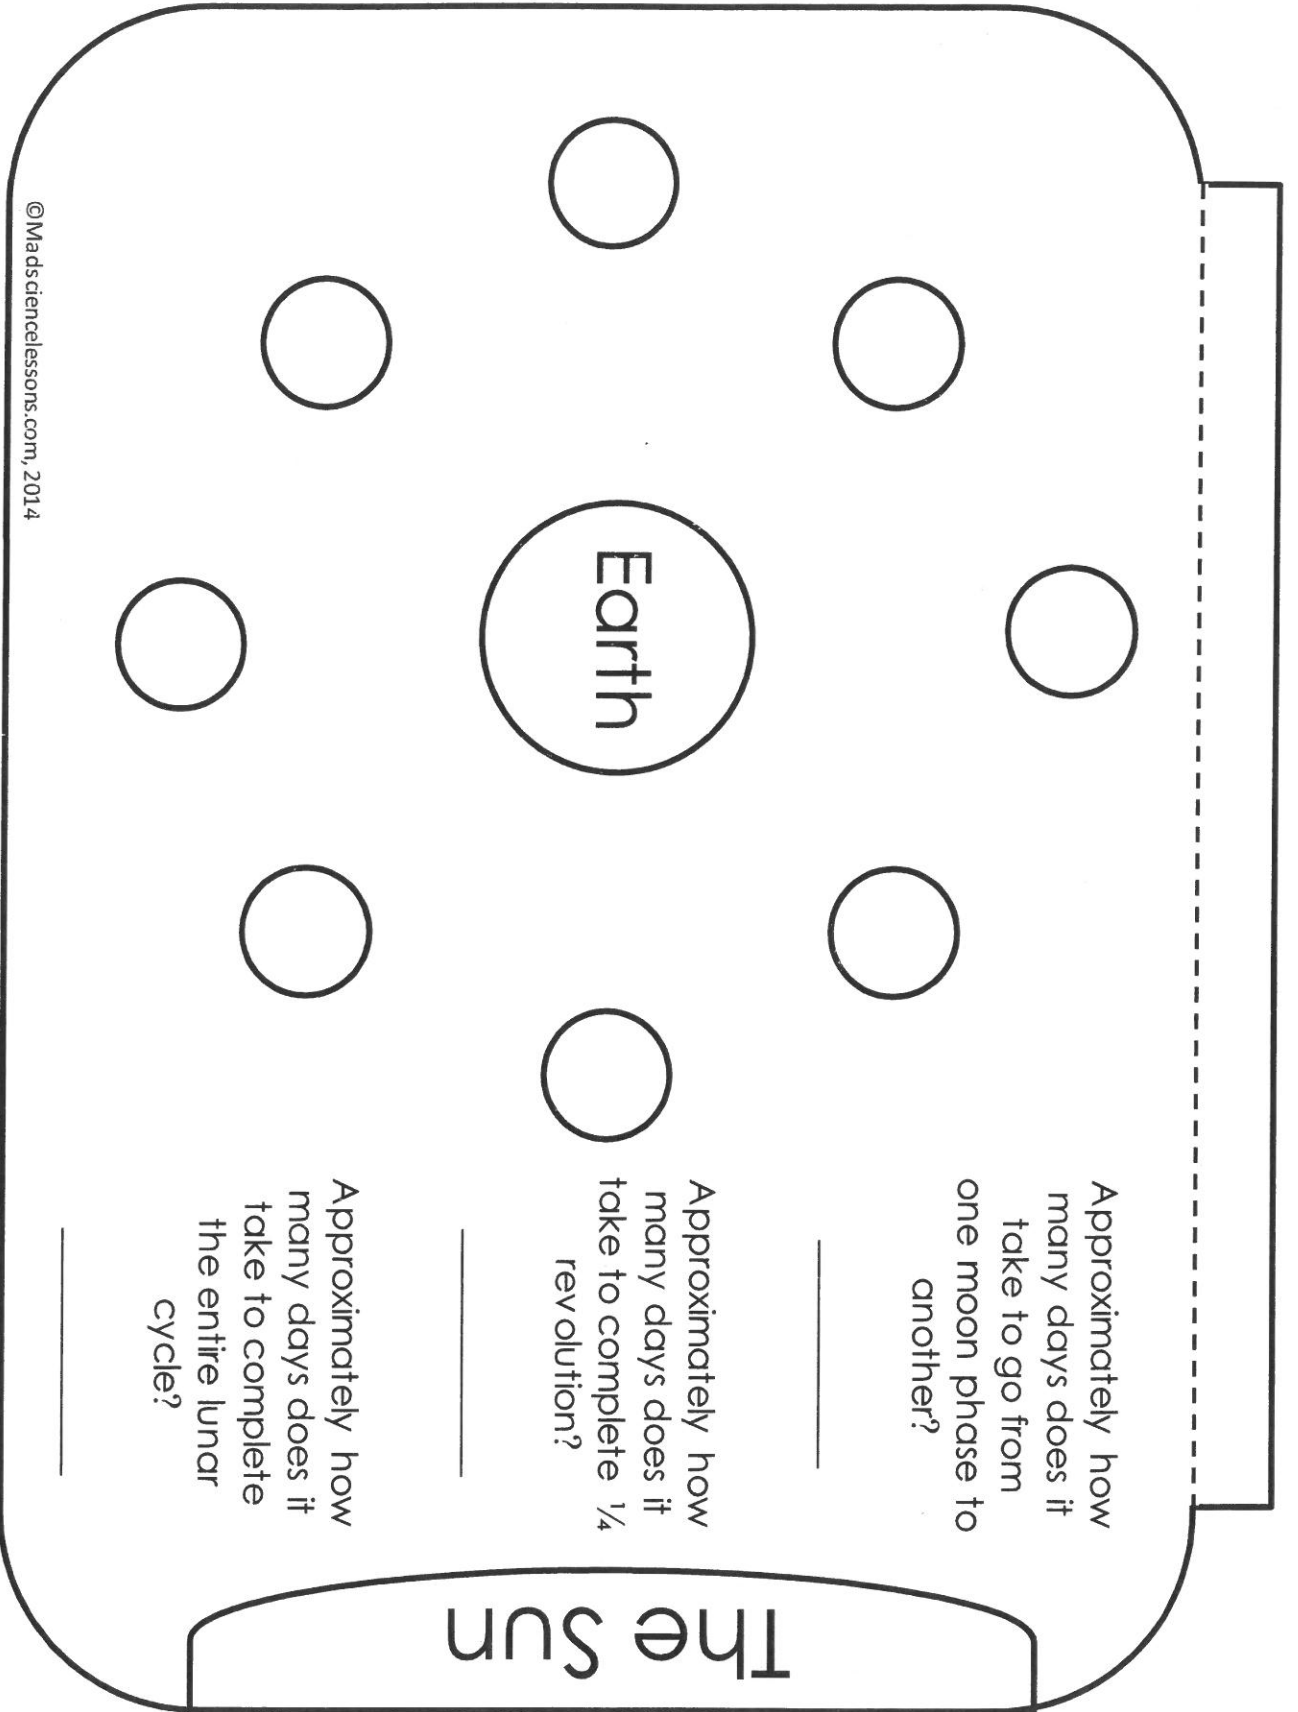 Approximately how
many days does it
take to go from
one moon phase to
another?
Approximately how
many days does it
take to complete ¼
revolution?
Approximately how
many days does it
take to complete
the entire lunar
cycle?
Earth
The Sun
©Madsciencelessons.com, 2014